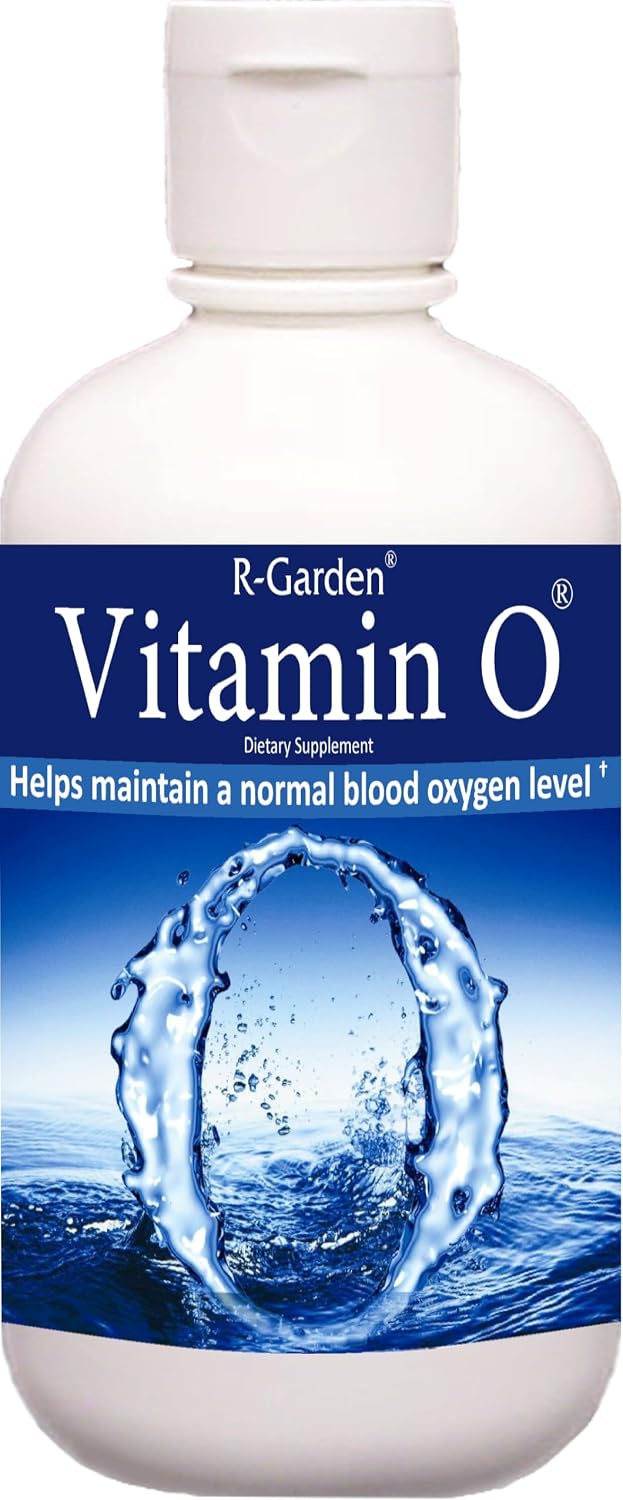 R-Garden®
Vitamin O®
Dietary Supplement
Helps maintain a normal blood oxygen level †